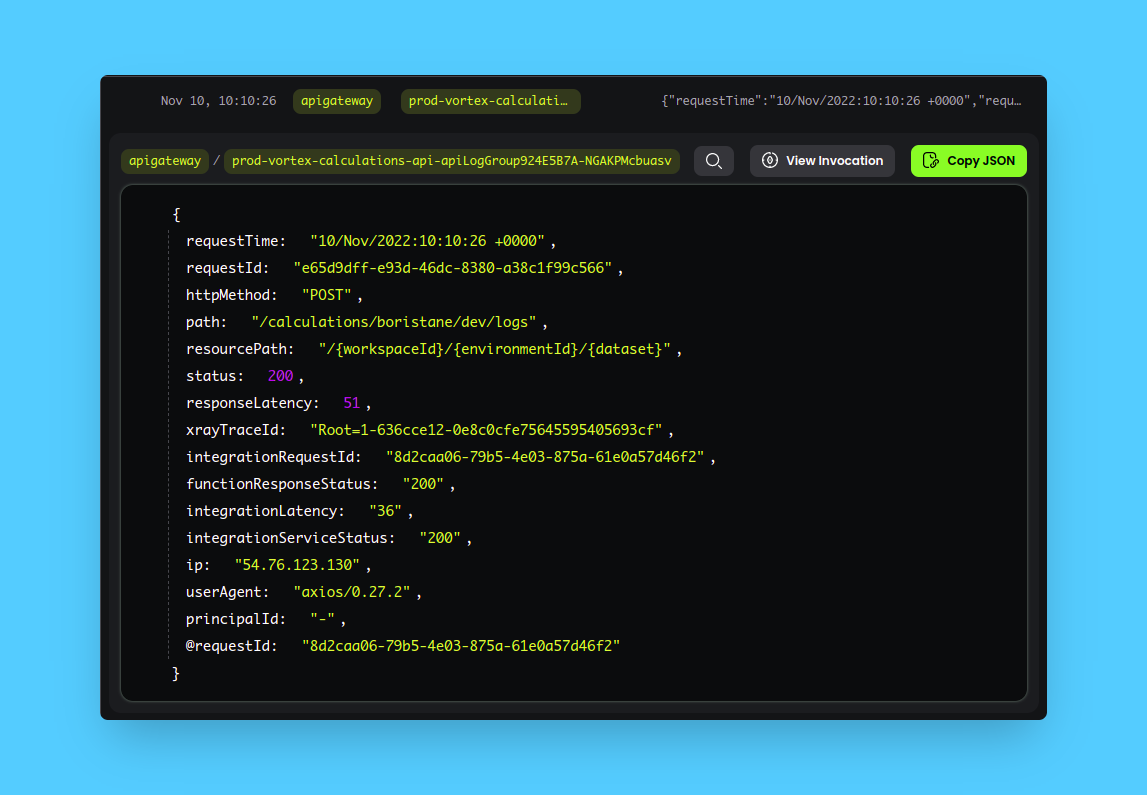 Nov 10, 10:10:26 apigateway prod-vortex-calculati… {"requestTime":"10/Nov/2022:10:10:26 +0000","requ…
apigateway / prod-vortex-calculations-api-apiLogGroup924E5B7A-NGAKPMcbuasv View Invocation Copy JSON
{
requestTime: "10/Nov/2022:10:10:26 +0000" ,
requestId: "e65d9dff-e93d-46dc-8380-a38c1f99c566" ,
httpMethod: "POST" ,
path: "/calculations/boristane/dev/logs" ,
resourcePath: "/{workspaceId}/{environmentId}/{dataset}" ,
status: 200 ,
responseLatency: 51 ,
xrayTraceId: "Root=1-636cce12-0e8c0cfe75645595405693cf" ,
integrationRequestId: "8d2caa06-79b5-4e03-875a-61e0a57d46f2" ,
functionResponseStatus: "200" ,
integrationLatency: "36" ,
integrationServiceStatus: "200" ,
ip: "54.76.123.130" ,
userAgent: "axios/0.27.2" ,
principalId: "-" ,
@requestId: "8d2caa06-79b5-4e03-875a-61e0a57d46f2"
}